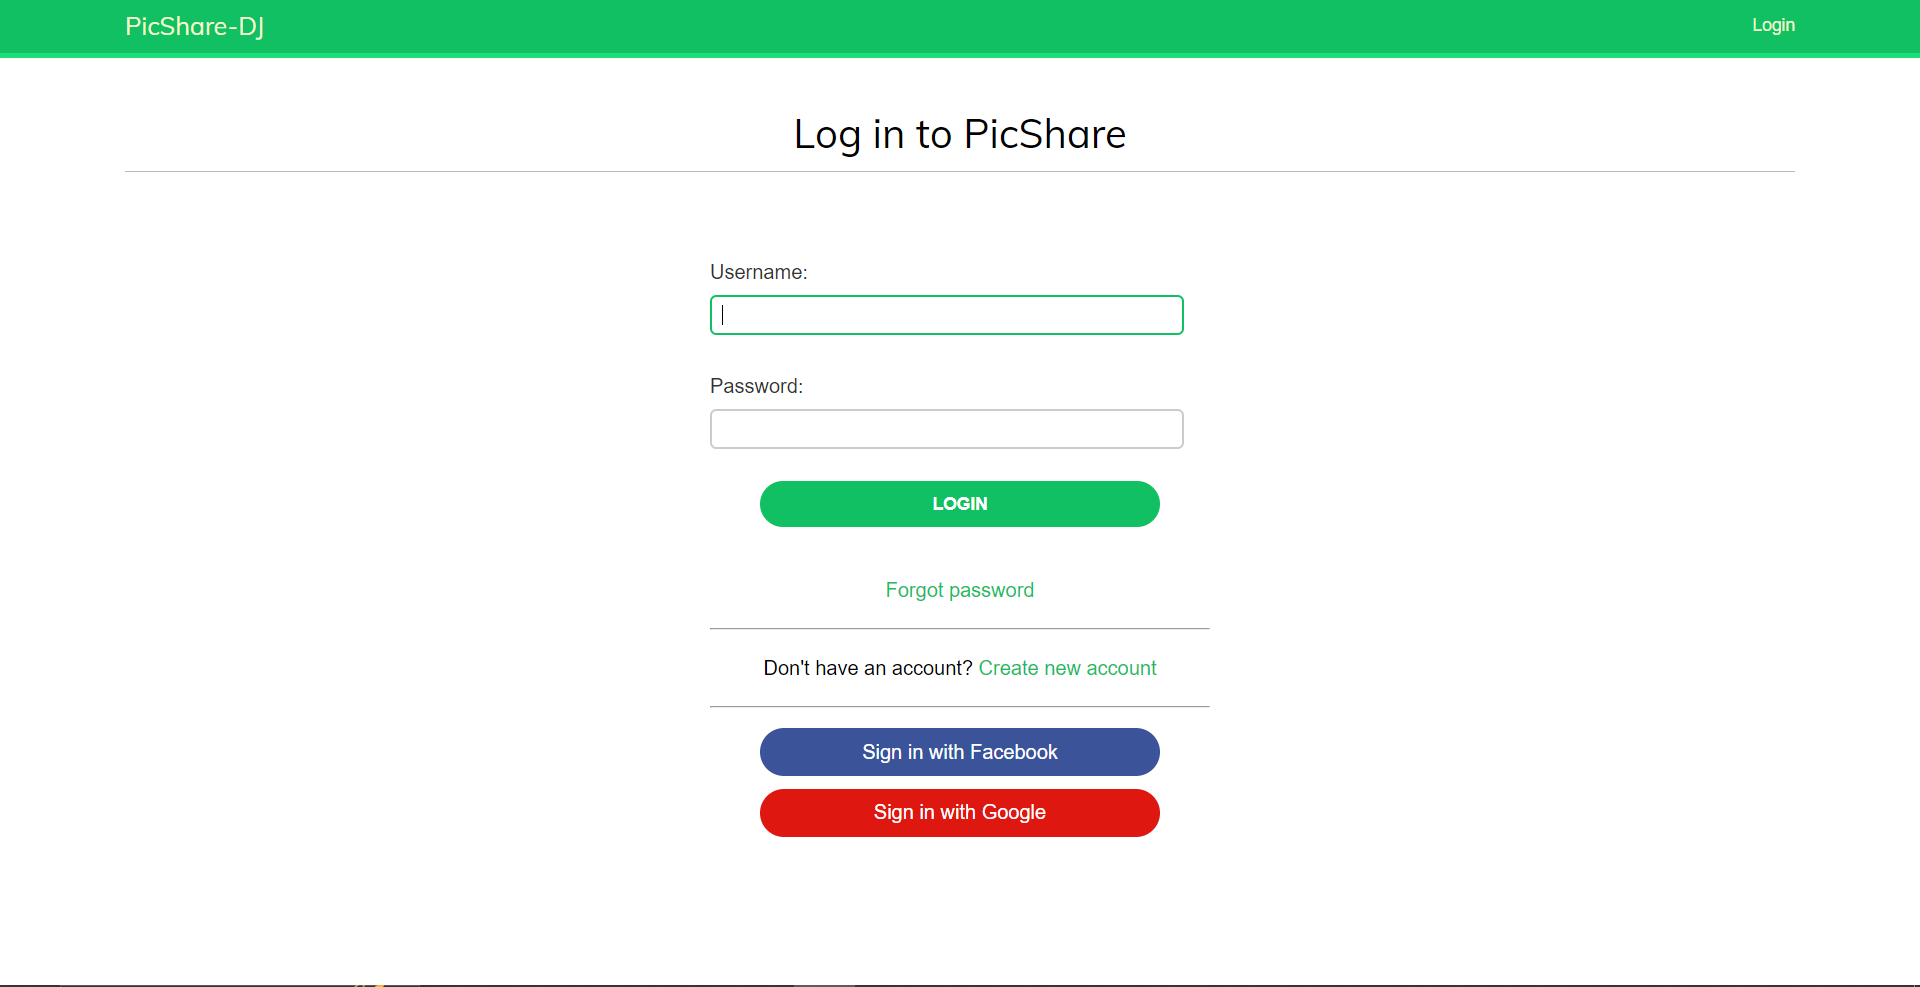 PicShare-DJ
Login
Log in to PicShare
Username:
Password:
LOGIN
Forgot password
Don't have an account? Create new account
Sign in with Facebook
Sign in with Google